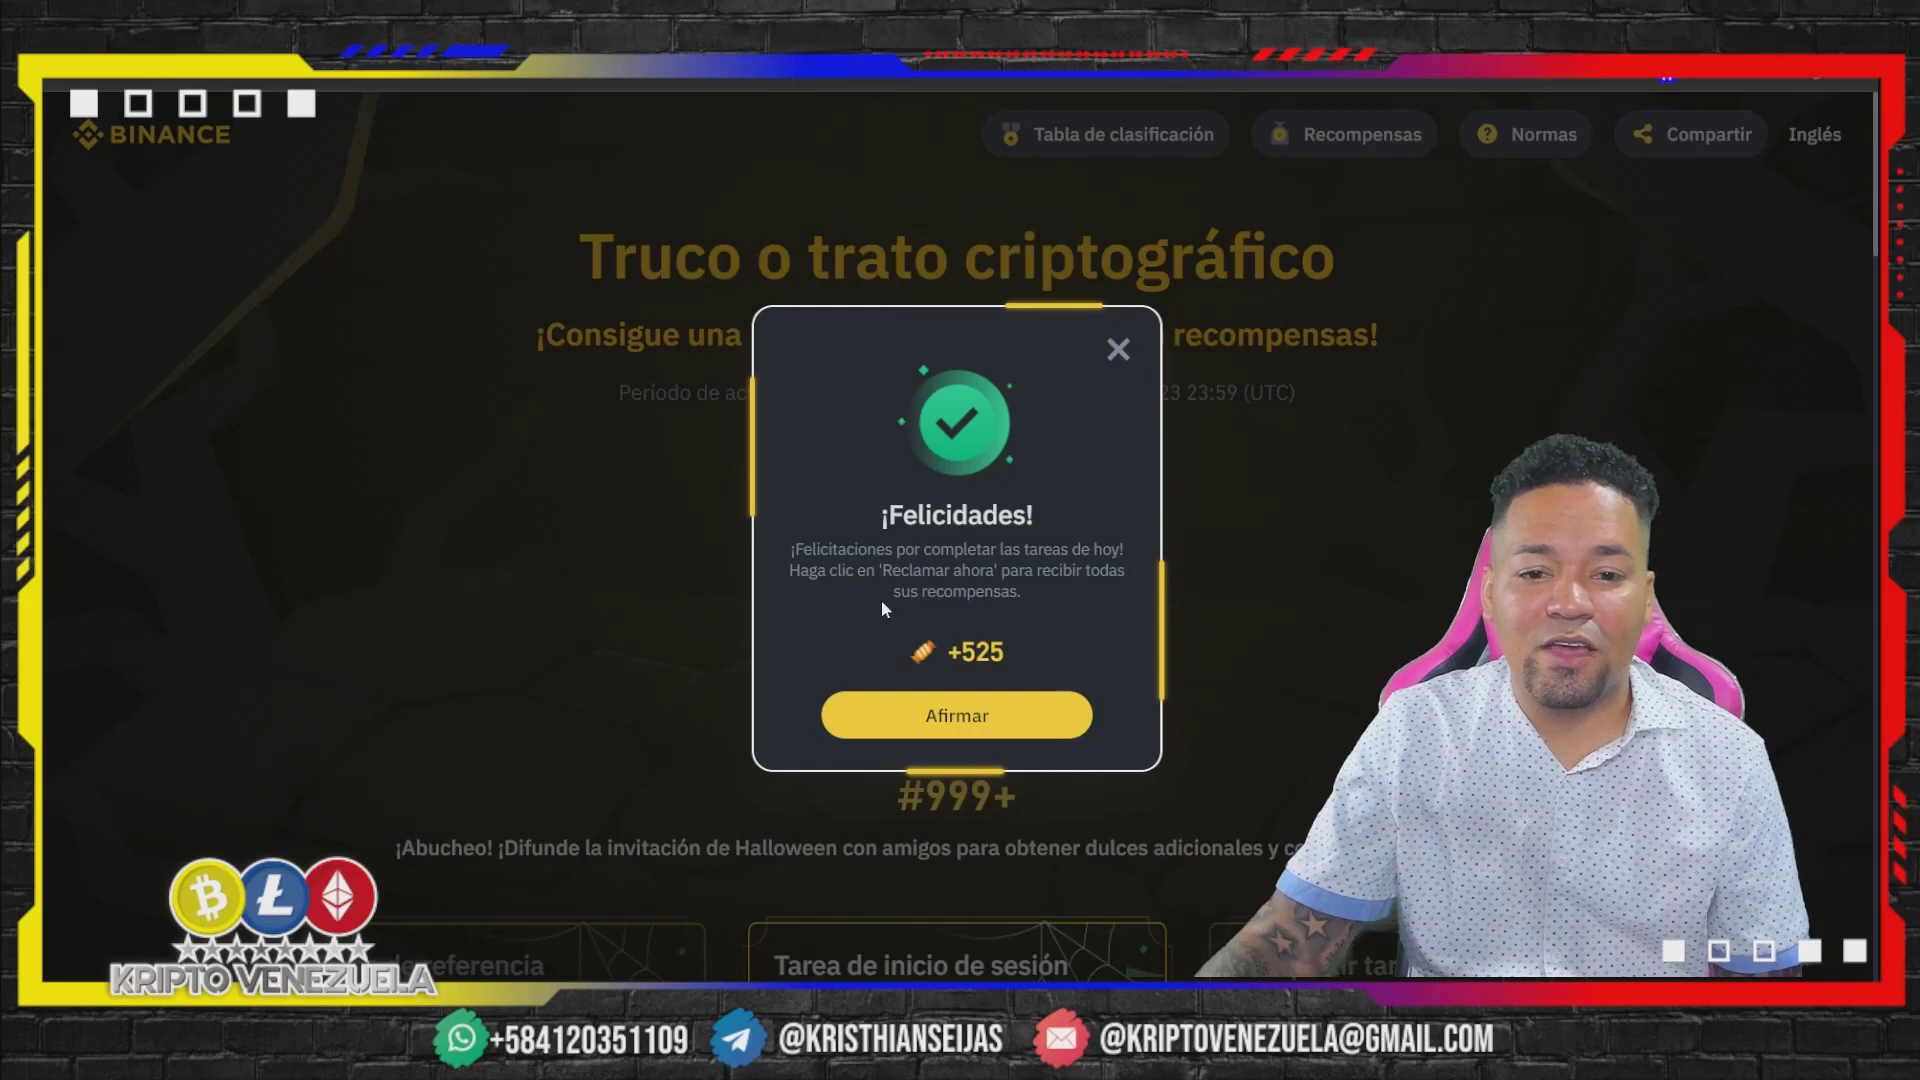 BINANCE
Tabla de clasificación
Recompensas
Normas
Compartir
Inglés
Truco o trato criptográfico
¡Consigue una
recompensas!
Período de ac
23 23:59 (UTC)
¡Felicidades!
¡Felicitaciones por completar las tareas de hoy!
Haga clic en 'Reclamar ahora' para recibir todas
sus recompensas.
+525
Afirmar
#999+
¡Abucheo! ¡Difunde la invitación de Halloween con amigos para obtener dulces adicionales y co
referencia
Tarea de inicio de sesión
KRIPTO VENEZUELA
+584120351109
@KRISTHIANSEIJAS
@KRIPTOVENEZUELA@GMAIL.COM